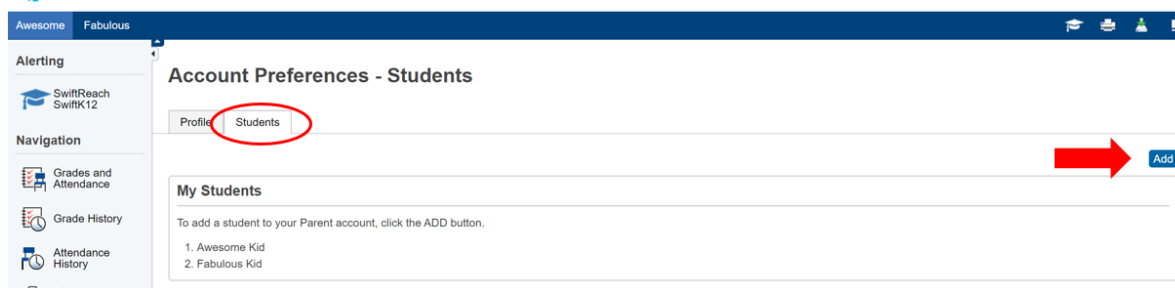 Awesome Fabulous
Alerting
SwiftReach
SwiftK12
Navigation
Grades and
Attendance
Grade History
Attendance
History
Account Preferences - Students
Profile Students
Add
My Students
To add a student to your Parent account, click the ADD button.
1. Awesome Kid
2. Fabulous Kid